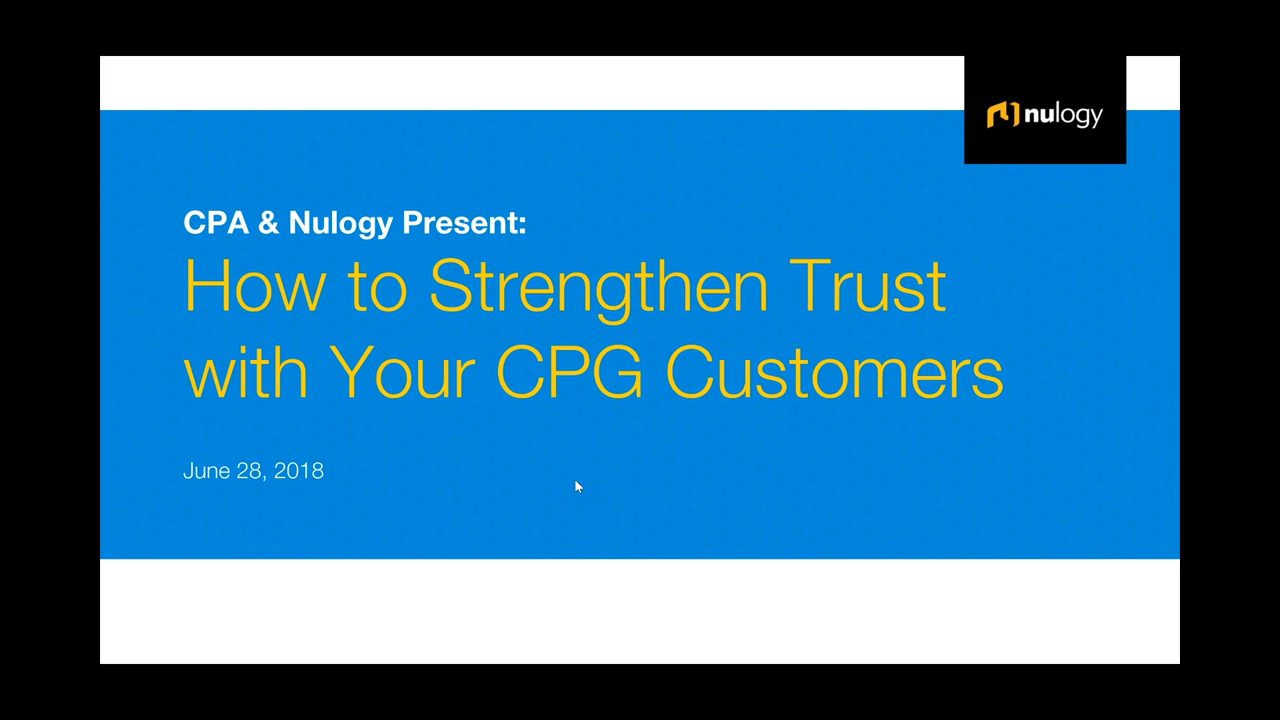 nulogy
CPA & Nulogy Present:
How to Strengthen Trust
with Your CPG Customers
June 28, 2018